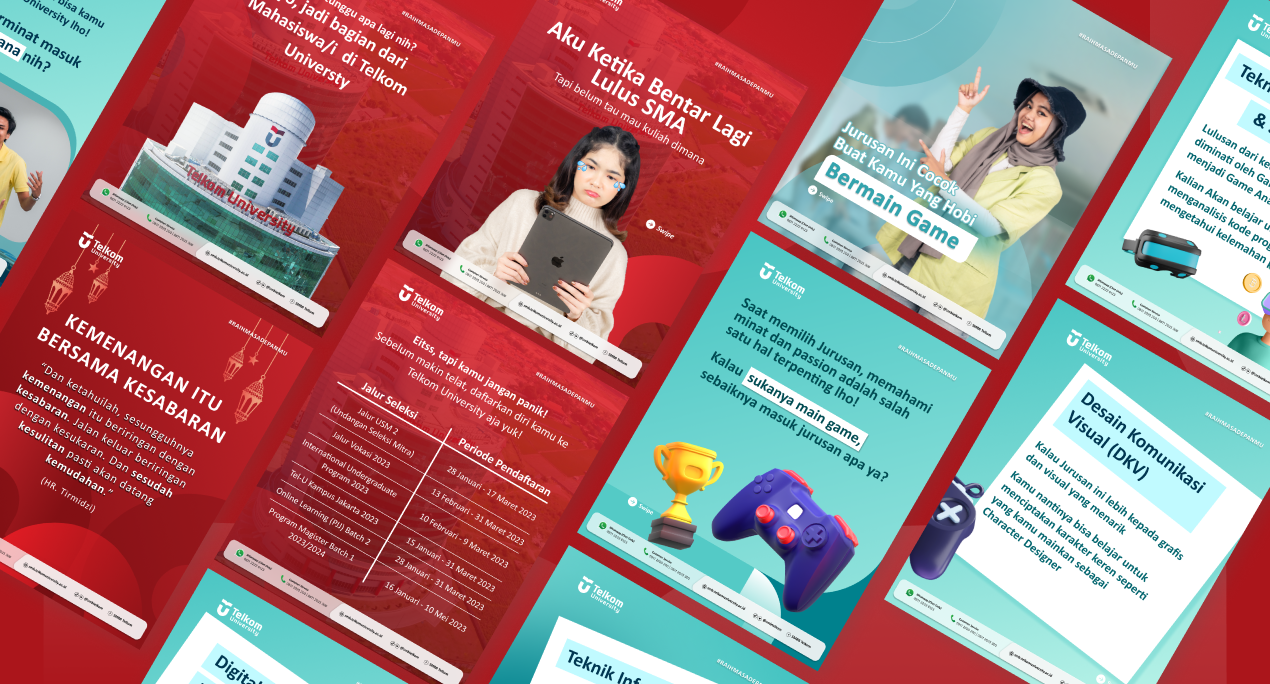 bisa kamu
University lho!
minat masuk
nih?
tunggu apa lagi nih?
jadi bagian dari
Mahasiswa/i di Telkom
Universty
#RAIHMASADEPANMU
Telkom University
#RAIHMASADEPANMU
Aku Ketika Bentar Lagi
Lulus SMA
Tapi belum tau mau kuliah dimana
Swipe
#RAIHMASADEPANMU
Jurusan Ini Cocok
Buat Kamu Yang Hobi
Bermain Game
Swipe
Telkom
University
& 
Lulusan dari
diminati oleh
menjadi Game
Kalian Akan belajar
menganalisis kode
mengetahui kelemahan
Telkom
University
#RAIHMASADEPANMU
KEMENANGAN ITU
BERSAMA KESABARAN
“Dan ketahuilah, sesungguhnya
kemenangan itu beriringan dengan
kesabaran. Jalan keluar beriringan
dengan kesukaran. Dan sesudah
kesulitan pasti akan datang
kemudahan.”
(HR. Tirmidzi)
Telkom
University
#RAIHMASADEPANMU
Eitss, tapi kamu jangan panik!
Sebelum makin telat, daftarkan diri kamu ke
Telkom University aja yuk!
Jalur Seleksi
Periode Pendaftaran
Jalur USM 2
(Undangan Seleksi Mitra)
28 Januari - 17 Maret 2023
Jalur Vokasi 2023
13 Februari - 31 Maret 2023
International Undergraduate
Program 2023
10 Februari - 9 Maret 2023
Tel-U Kampus Jakarta 2023
15 Januari - 31 Maret 2023
Online Learning (PJJ) Batch 2
28 Januari - 31 Maret 2023
Program Magister Batch 1
2023/2024
16 Januari - 10 Mei 2023
Telkom
University
#RAIHMASADEPANMU
Saat memilih Jurusan, memahami
minat dan passion adalah salah
satu hal terpenting lho!
Kalau sukanya main game,
sebaiknya masuk jurusan apa ya?
Swipe
Telkom
University
#RAIHMASADEPANMU
Desain Komunikasi
Visual (DKV)
Kalau Jurusan ini lebih kepada grafis
dan visual yang menarik
Kamu nantinya bisa belajar untuk
menciptakan karakter keren seperti
yang kamu mainkan sebagai
Character Designer
Telkom
University
Digital
Telkom
University
Teknik